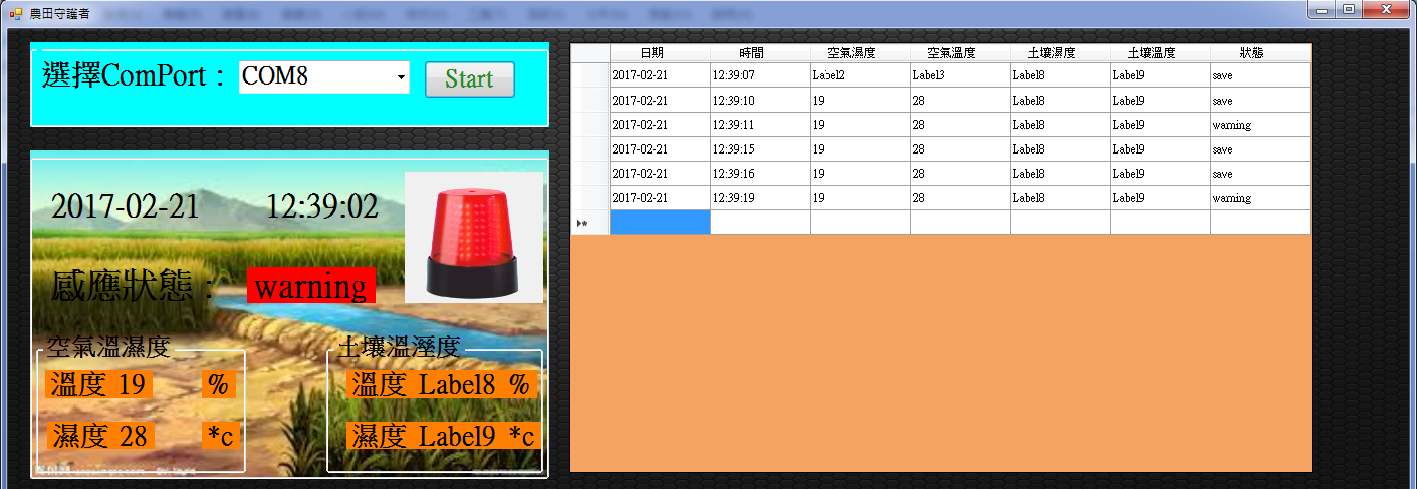 農田守護者
選擇ComPort： COM8 Start
2017-02-21 12:39:02
感應狀態： warning
空氣溫濕度
溫度 19 %
濕度 28 *c
土壤溫溼度
溫度 Label8 %
濕度 Label9 *c
日期 時間 空氣濕度 空氣溫度 土壤濕度 土壤溫度 狀態
2017-02-21 12:39:07 Label2 Label3 Label8 Label9 save
2017-02-21 12:39:10 19 28 Label8 Label9 save
2017-02-21 12:39:11 19 28 Label8 Label9 warning
2017-02-21 12:39:15 19 28 Label8 Label9 save
2017-02-21 12:39:16 19 28 Label8 Label9 save
2017-02-21 12:39:19 19 28 Label8 Label9 warning